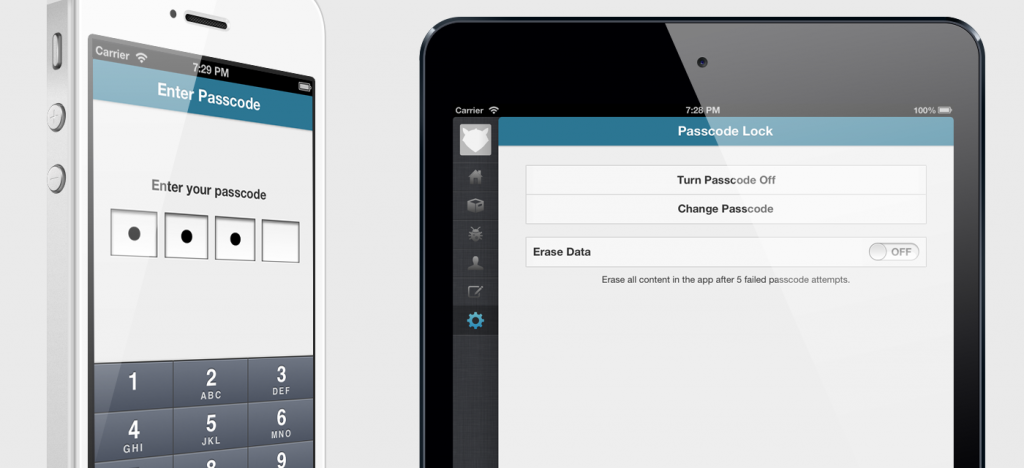 Carrier
7:29 PM
Enter Passcode
Enter your passcode
1
2
ABC
3
DEF
4
GHI
5
JKL
6
MNO
8
9
Carrier
7:28 PM
100%
Passcode Lock
Turn Passcode Off
Change Passcode
Erase Data
OFF
Erase all content in the app after 5 failed passcode attempts.